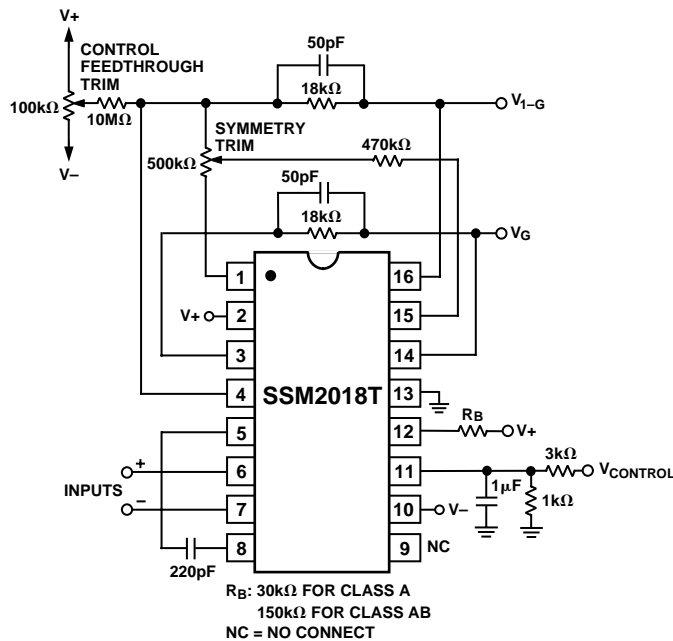 V+
CONTROL
FEEDTHROUGH
TRIM
100kΩ
10MΩ
V–
50pF
18kΩ
V1–G
SYMMETRY
TRIM
500kΩ
470kΩ
50pF
18kΩ
VG
1
16
V+
2
15
3
14
SSM2018T
4
13
5
12
RB
V+
INPUTS
+
6
11
3kΩ
VCONTROL
1μF
1kΩ
–
7
10
V–
8
9
NC
220pF
RB: 30kΩ FOR CLASS A
150kΩ FOR CLASS AB
NC = NO CONNECT